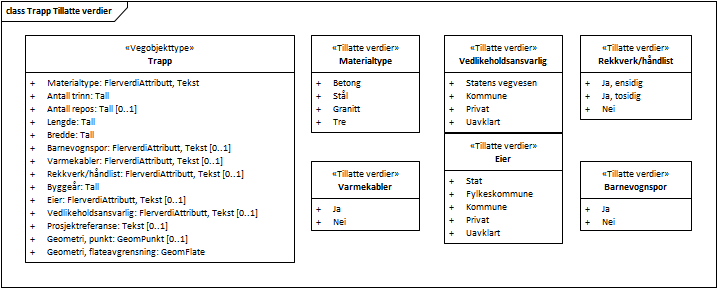 class Trapp Tillatte verdier
«Vegobjekttype»
Trapp
+ Materialtype: FlerverdiAttributt, Tekst
+ Antall trinn: Tall
+ Antall repos: Tall [0..1]
+ Lengde: Tall
+ Bredde: Tall
+ Barnevognspor: FlerverdiAttributt, Tekst [0..1]
+ Varmekabler: FlerverdiAttributt, Tekst [0..1]
+ Rekkverk/håndlist: FlerverdiAttributt, Tekst [0..1]
+ Byggeår: Tall
+ Eier: FlerverdiAttributt, Tekst [0..1]
+ Vedlikeholdsansvarlig: FlerverdiAttributt, Tekst [0..1]
+ Prosjektreferanse: Tekst [0..1]
+ Geometri, punkt: GeomPunkt [0..1]
+ Geometri, flateavgrensning: GeomFlate
«Tillatte verdier»
Materialtype
+ Betong
+ Stål
+ Granitt
+ Tre
«Tillatte verdier»
Vedlikeholdsansvarlig
+ Statens vegvesen
+ Kommune
+ Privat
+ Uavklart
«Tillatte verdier»
Rekkverk/håndlist
+ Ja, ensidig
+ Ja, tosidig
+ Nei
«Tillatte verdier»
Varmekabler
+ Ja
+ Nei
«Tillatte verdier»
Eier
+ Stat
+ Fylkeskommune
+ Kommune
+ Privat
+ Uavklart
«Tillatte verdier»
Barnevognspor
+ Ja
+ Nei